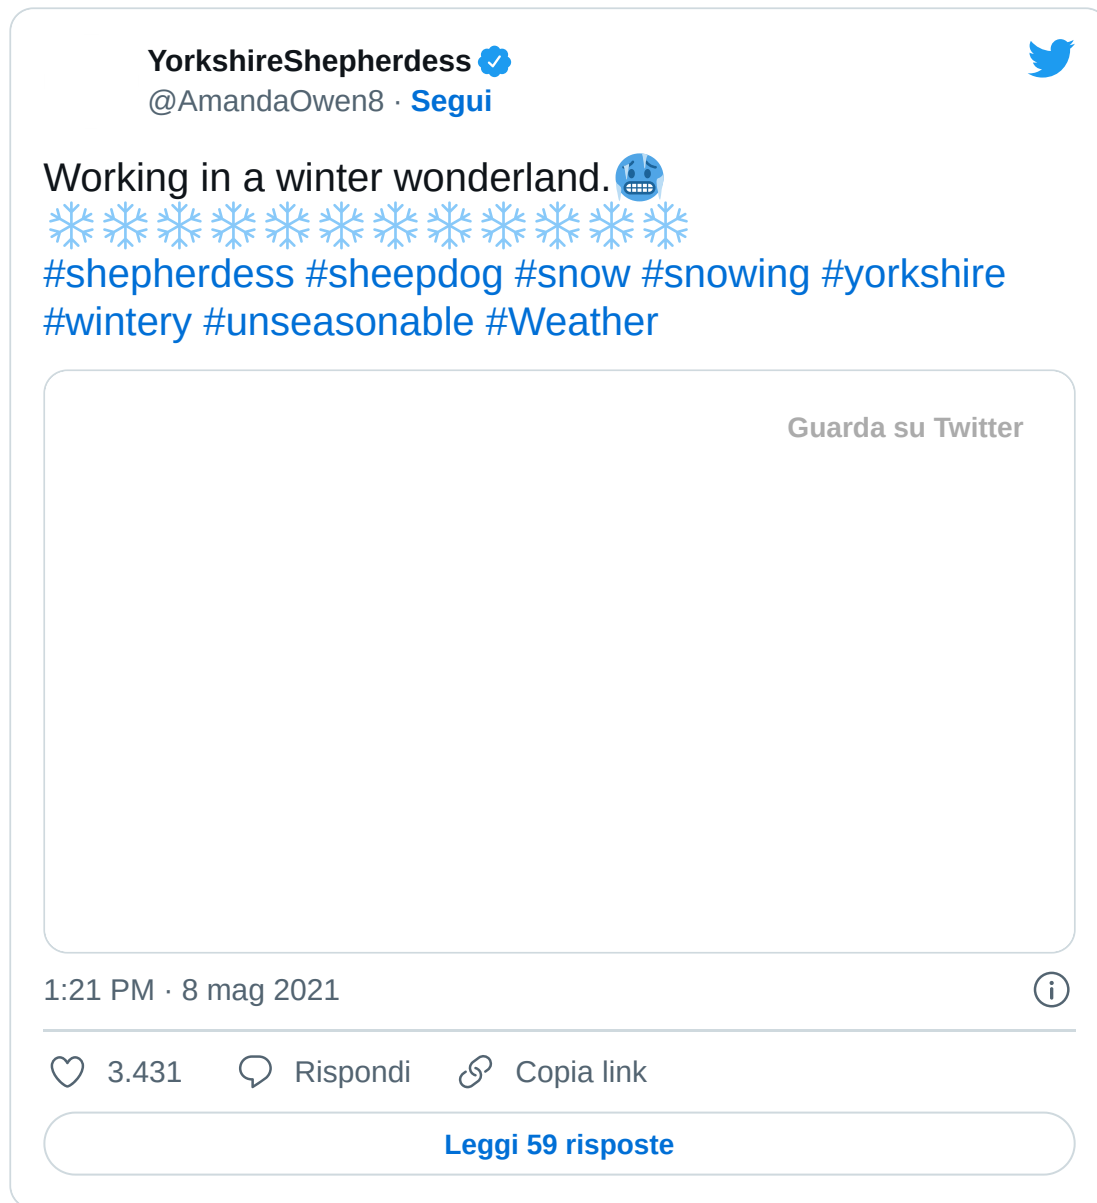 YorkshireShepherdess
@AmandaOwen8 · Segui
Working in a winter wonderland.🥶
❄❄❄❄❄❄❄❄❄❄❄❄
#shepherdess #sheepdog #snow #snowing #yorkshire
#wintery #unseasonable #Weather
Guarda su Twitter
1:21 PM · 8 mag 2021
3.431 Rispondi Copia link
Leggi 59 risposte